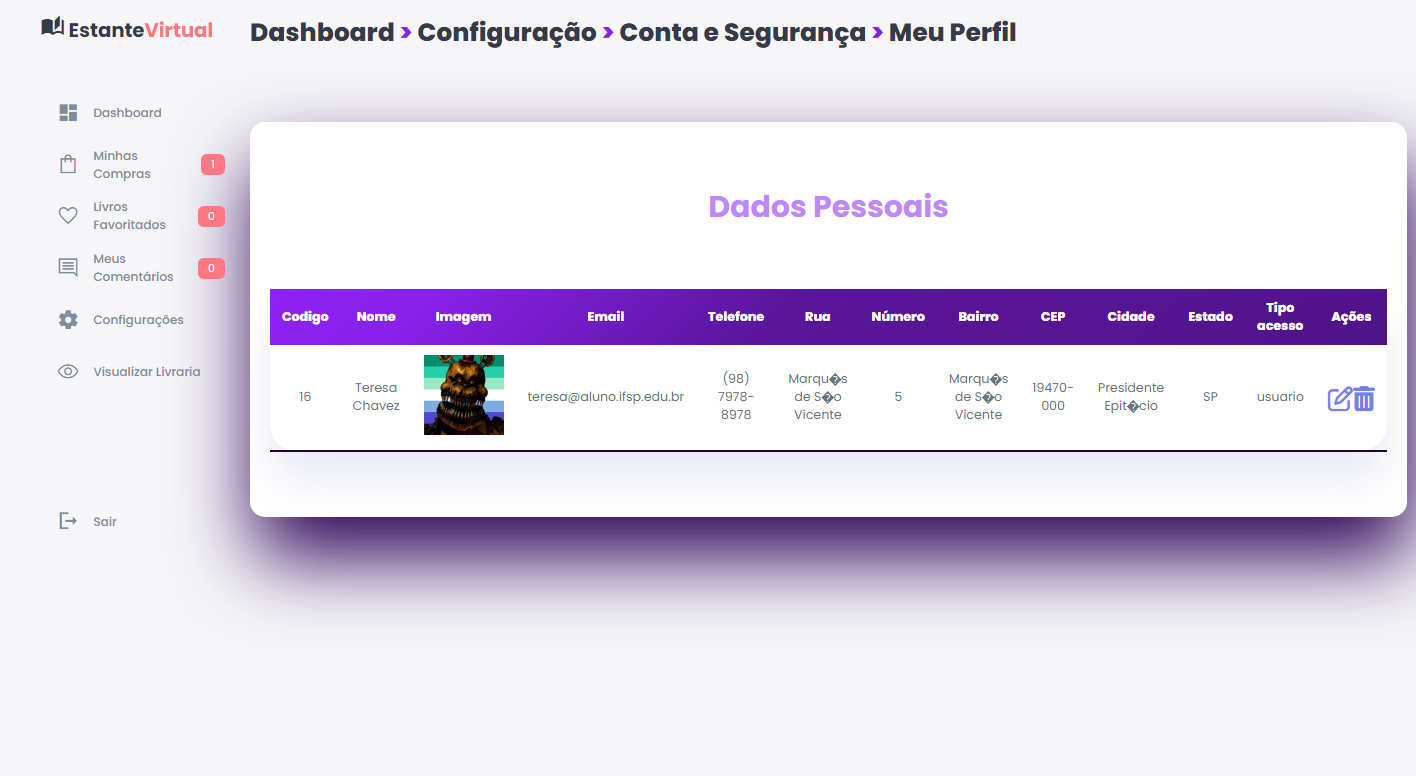 EstanteVirtual
Dashboard > Configuração > Conta e Segurança > Meu Perfil
Dashboard
Minhas
Compras
1
Livros
Favoritados
0
Meus
Comentários
0
Configurações
Visualizar Livraria
Sair
Dados Pessoais
Codigo Nome Imagem Email Telefone Rua Número Bairro CEP Cidade Estado Tipo acesso Ações
16
Teresa
Chavez
teresa@aluno.ifsp.edu.br
(98)
7978-
8978
Marqu�s
de S�o
Vicente
5
Marqu�s
de S�o
Vicente
19470-
000
Presidente
Epit�cio
SP
usuario